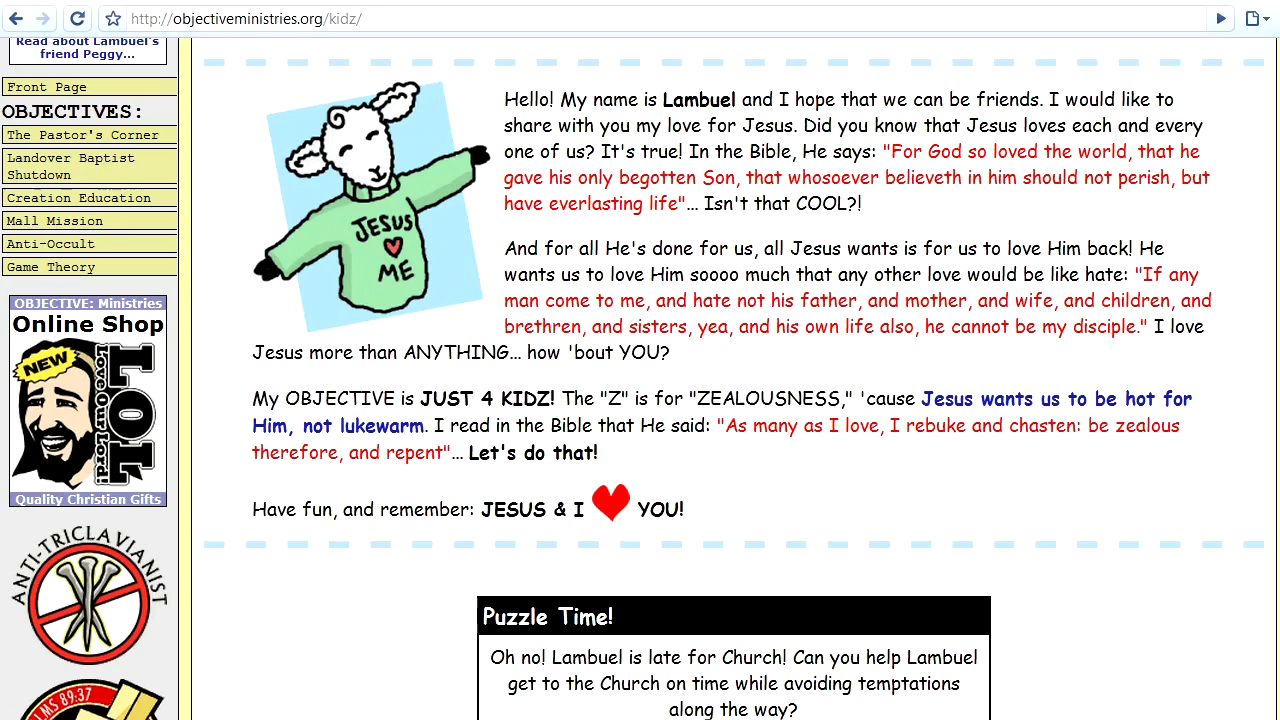 http://objectiveministries.org/kidz/
Read about Lambuel's
friend Peggy...
Front Page
OBJECTIVES:
The Pastor's Corner
Landover Baptist
Shutdown
Creation Education
Mall Mission
Anti-Occult
Game Theory
OBJECTIVE: Ministries
Online Shop
NEW
LOL
Love Our Lord!
Quality Christian Gifts
ANTI-TRICLAVIANIST
PSALMS 89:37
JESUS
ME
Hello! My name is Lambuel and I hope that we can be friends. I would like to
share with you my love for Jesus. Did you know that Jesus loves each and every
one of us? It's true! In the Bible, He says: "For God so loved the world, that he
gave his only begotten Son, that whosoever believeth in him should not perish, but
have everlasting life"... Isn't that COOL?!
And for all He's done for us, all Jesus wants is for us to love Him back! He
wants us to love Him soooo much that any other love would be like hate: "If any
man come to me, and hate not his father, and mother, and wife, and children, and
brethren, and sisters, yea, and his own life also, he cannot be my disciple." I love
Jesus more than ANYTHING... how 'bout YOU?
My OBJECTIVE is JUST 4 KIDZ! The "Z" is for "ZEALOUSNESS," 'cause Jesus wants us to be hot for
Him, not lukewarm. I read in the Bible that He said: "As many as I love, I rebuke and chasten: be zealous
therefore, and repent"... Let's do that!
Have fun, and remember: JESUS & I YOU!
Puzzle Time!
Oh no! Lambuel is late for Church! Can you help Lambuel
get to the Church on time while avoiding temptations
along the way?